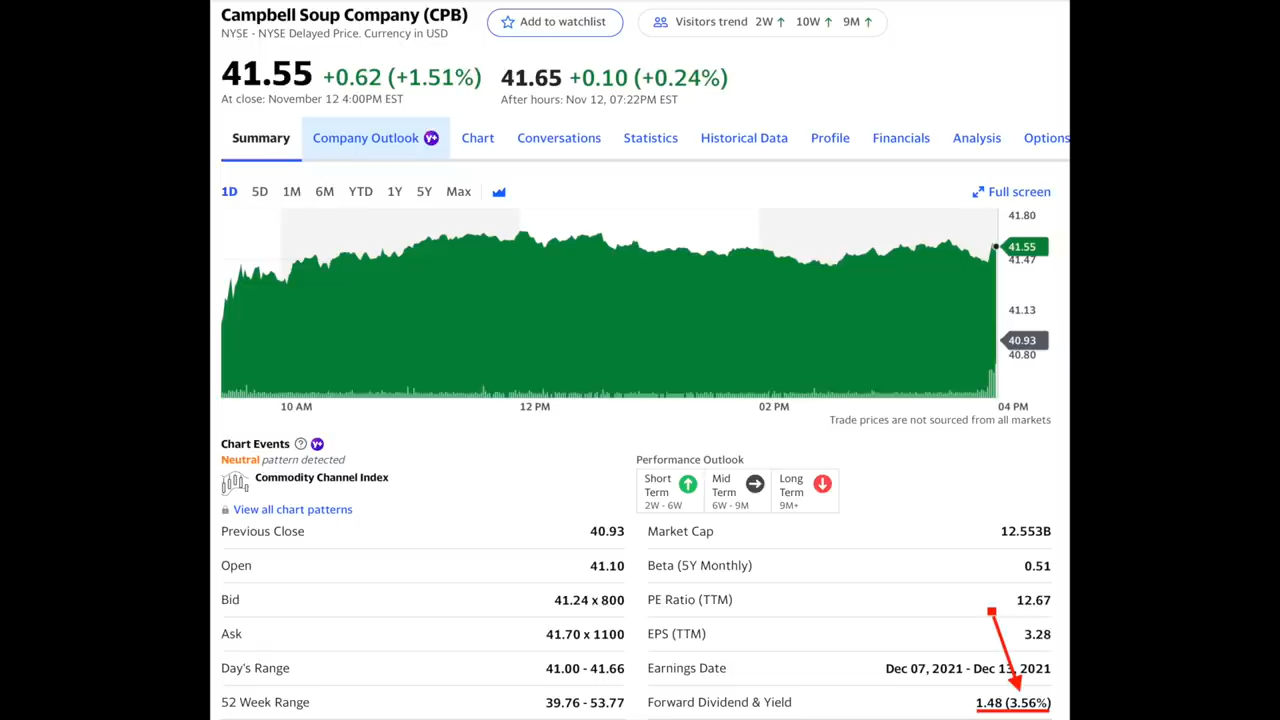 Campbell Soup Company (CPB)
NYSE - NYSE Delayed Price. Currency in USD
Add to watchlist
Visitors trend 2W 10W 9M
41.55 +0.62 (+1.51%)
At close: November 12 4:00PM EST
41.65 +0.10 (+0.24%)
After hours: Nov 12, 07:22PM EST
Summary Company Outlook Y+ Chart Conversations Statistics Historical Data Profile Financials Analysis Options
1D 5D 1M 6M YTD 1Y 5Y Max
Full screen
41.80
41.55
41.47
41.13
40.93
40.80
10 AM 12 PM 02 PM 04 PM
Trade prices are not sourced from all markets
Chart Events ? Y+
Neutral pattern detected
Commodity Channel Index
View all chart patterns
Performance Outlook
Short Term 2W - 6W
Mid Term 6W - 9M
Long Term 9M+
Previous Close 40.93
Open 41.10
Bid 41.24 x 800
Ask 41.70 x 1100
Day's Range 41.00 - 41.66
52 Week Range 39.76 - 53.77
Market Cap 12.553B
Beta (5Y Monthly) 0.51
PE Ratio (TTM) 12.67
EPS (TTM) 3.28
Earnings Date Dec 07, 2021 - Dec 13, 2021
Forward Dividend & Yield 1.48 (3.56%)